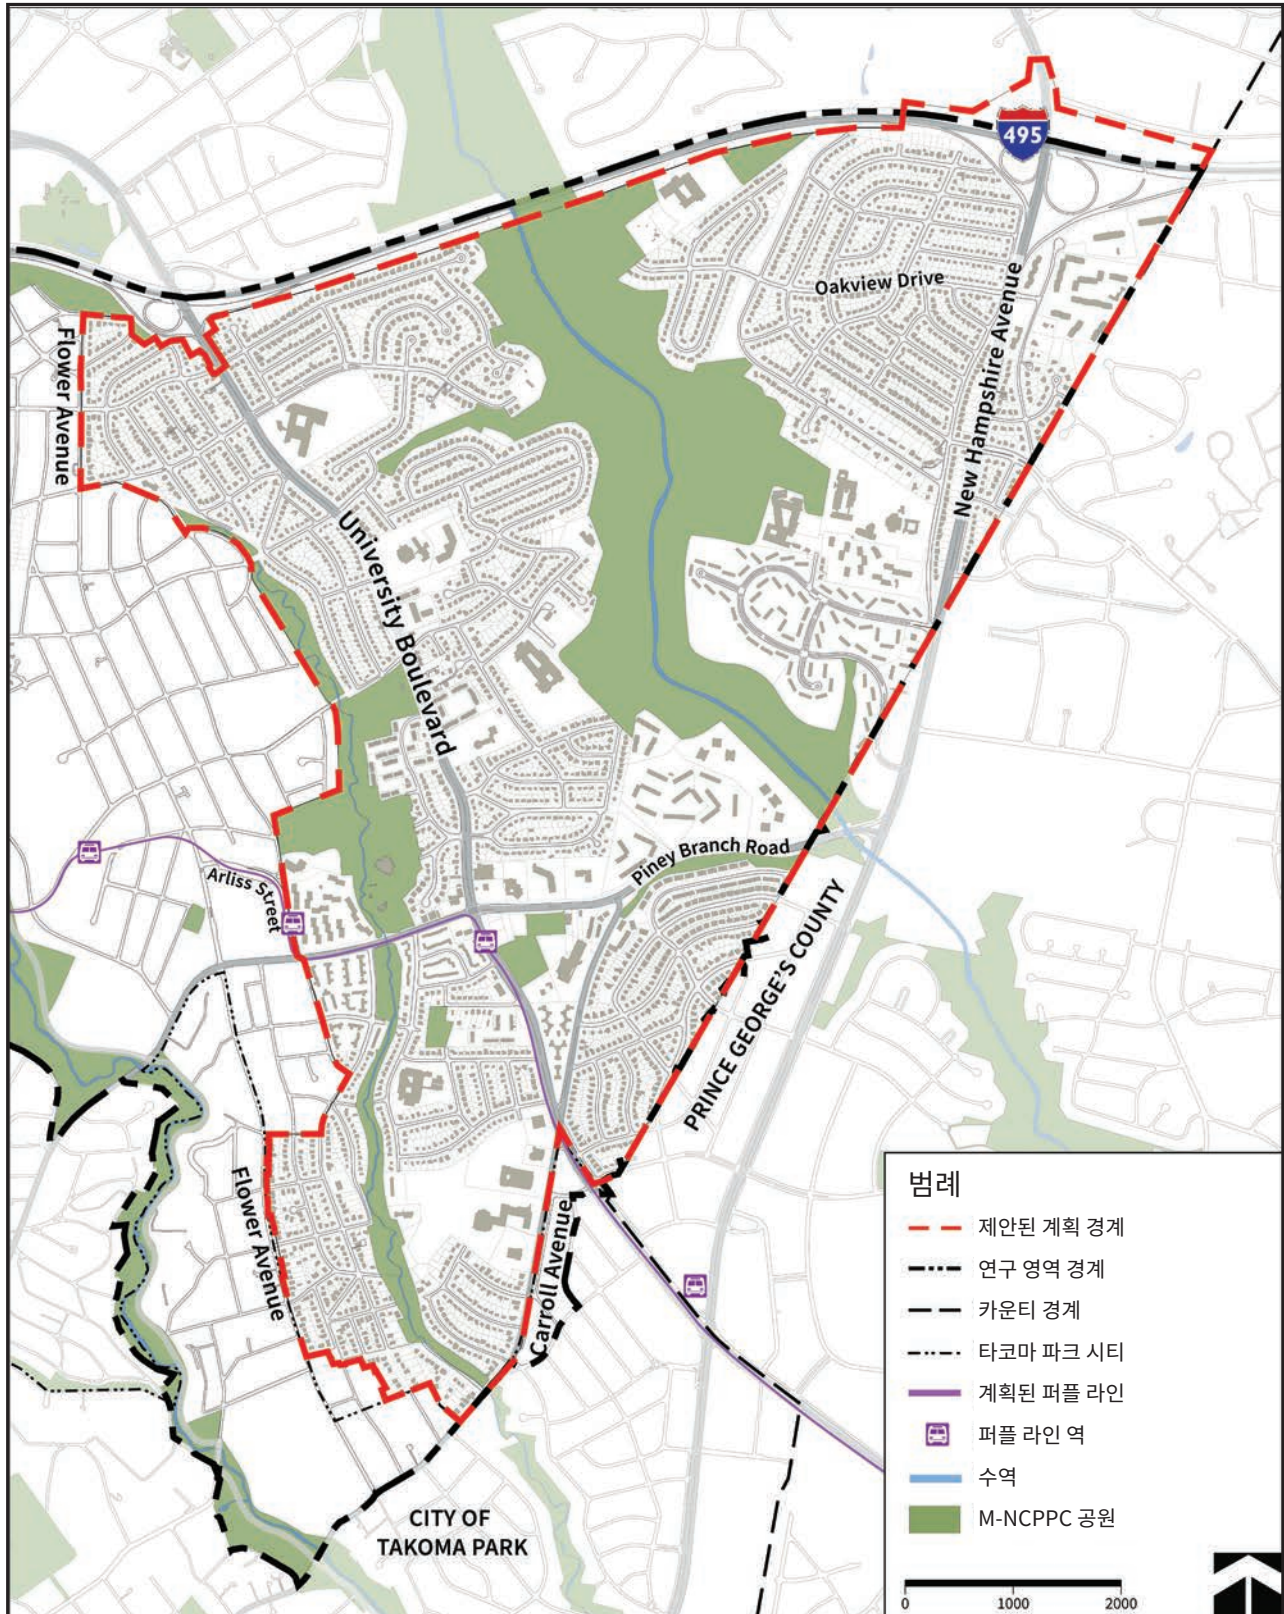 495
Oakview Drive
New Hampshire Avenue
Flower Avenue
University Boulevard
Piney Branch Road
Arliss Street
PRINCE GEORGE'S COUNTY
Flower Avenue
Carroll Avenue
CITY OF
TAKOMA PARK
범례
제안된 계획 경계
연구 영역 경계
카운티 경계
타코마 파크 시티
계획된 퍼플 라인
퍼플 라인 역
수역
M-NCPPC 공원
0 1000 2000